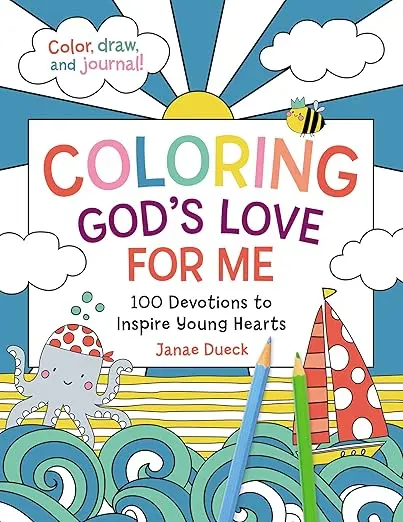 Color, draw,
and journal!
COLORING
GOD'S LOVE
FOR ME
100 Devotions to
Inspire Young Hearts
Janae Dueck